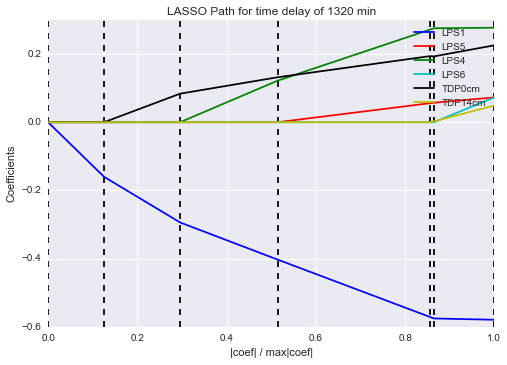 LASSO Path for time delay of 1320 min
LPS1
LPS5
LPS4
LPS6
TDP0cm
TDP14cm
0.2
0.0
−0.2
−0.4
−0.6
Coefficients
0.0 0.2 0.4 0.6 0.8 1.0
|coef| / max|coef|